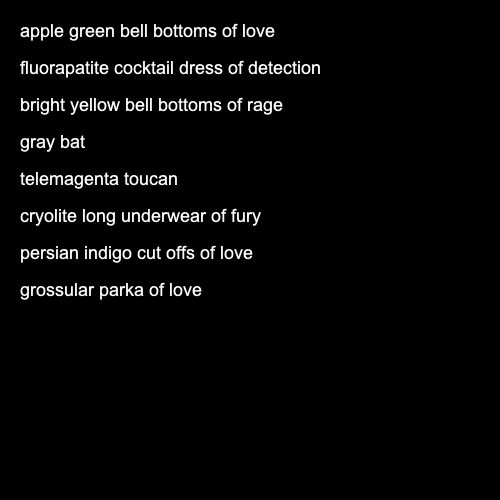 apple green bell bottoms of love
fluorapatite cocktail dress of detection
bright yellow bell bottoms of rage
gray bat
telemagenta toucan
cryolite long underwear of fury
persian indigo cut offs of love
grossular parka of love